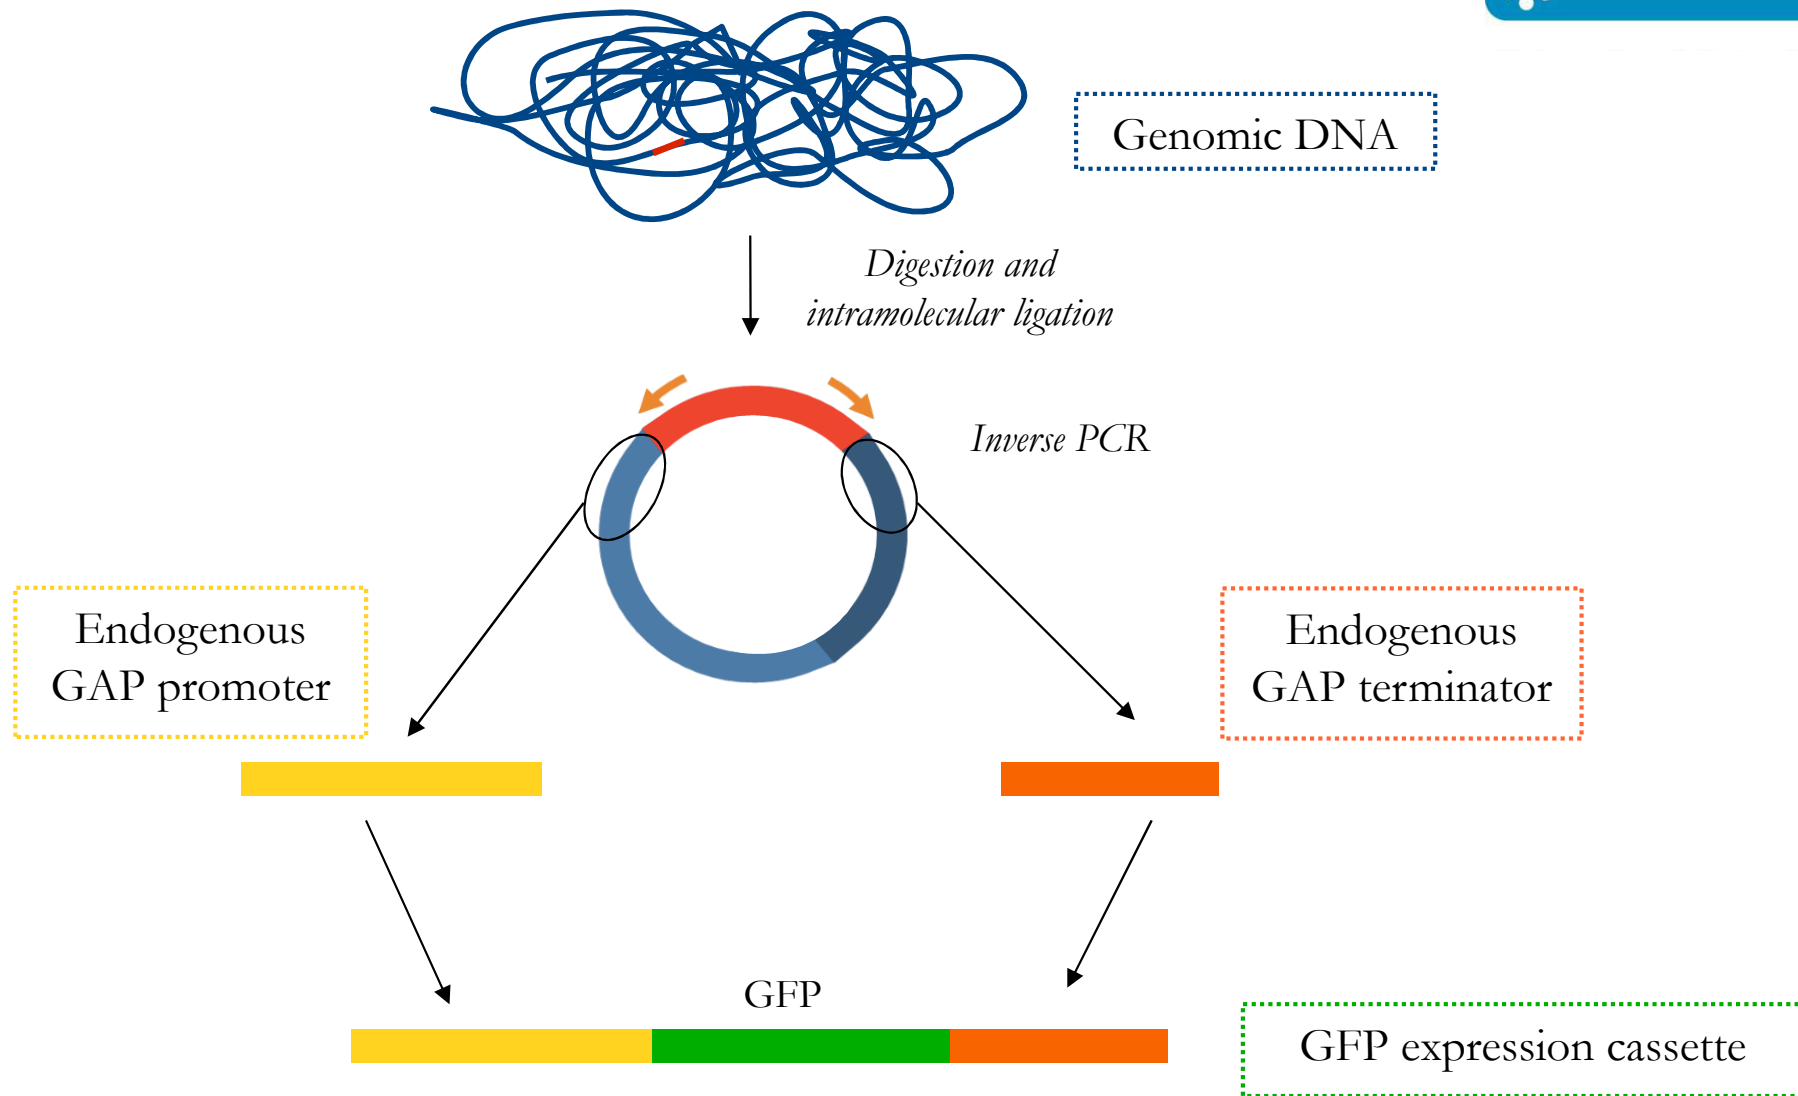 Genomic DNA
Digestion and
intramolecular ligation
Inverse PCR
Endogenous
GAP promoter
Endogenous
GAP terminator
GFP
GFP expression cassette